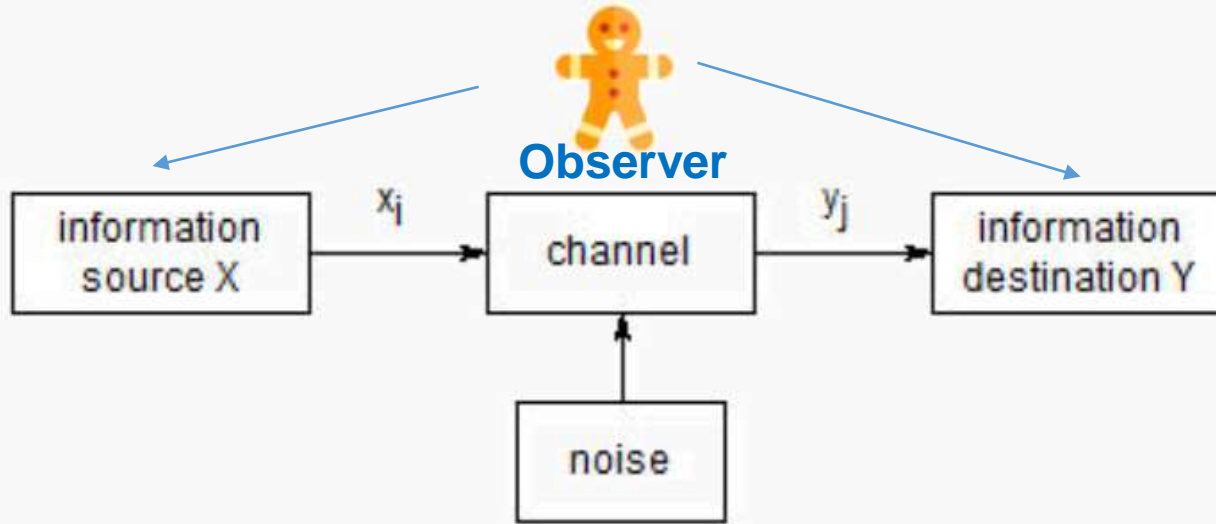 Observer
information
source X
xi
channel
yj
information
destination Y
noise